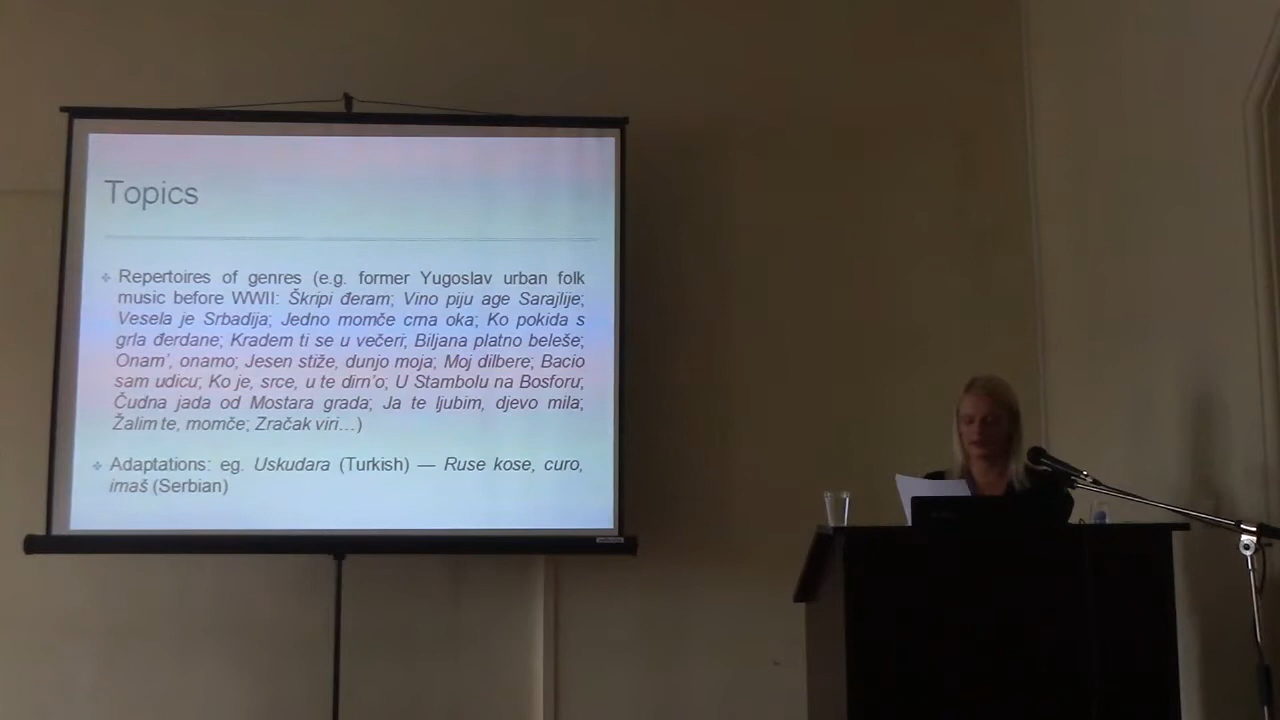 Topics
Repertoires of genres (e.g. former Yugoslav urban folk
music before WWII: Škripi đeram; Vino piju age Sarajlije;
Vesela je Srbadija; Jedno momče crna oka; Ko pokida s
grla đerdane; Kradem ti se u večeri; Biljana platno beleše;
Onam', onamo; Jesen stiže, dunjo moja; Moj dilbere; Bacio
sam udicu; Ko je, srce, u te dirn'o; U Stambolu na Bosforu;
Čudna jada od Mostara grada; Ja te ljubim, djevo mila;
Žalim te, momče; Zračak viri…)
Adaptations: eg. Uskudara (Turkish) — Ruse kose, curo,
imaš (Serbian)